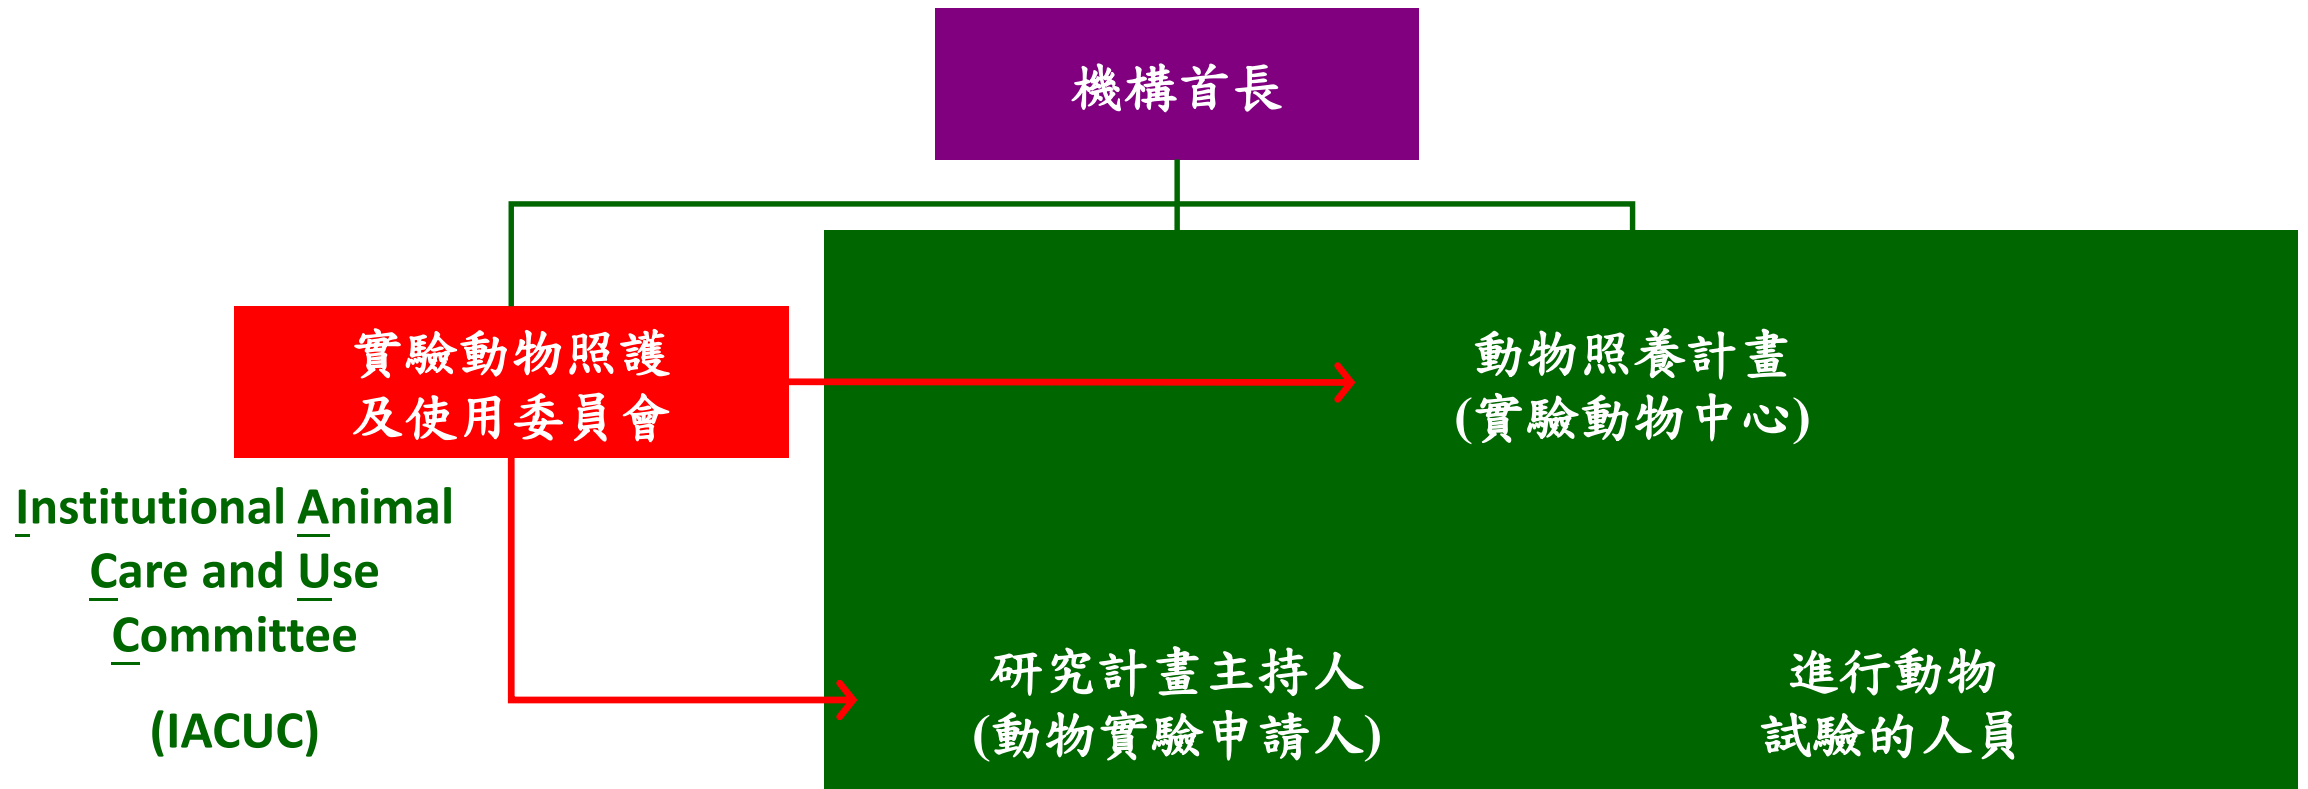 機構首長
實驗動物照護
及使用委員會
動物照養計畫
(實驗動物中心)
Institutional Animal
Care and Use
Committee
(IACUC)
研究計畫主持人
(動物實驗申請人)
進行動物
試驗的人員